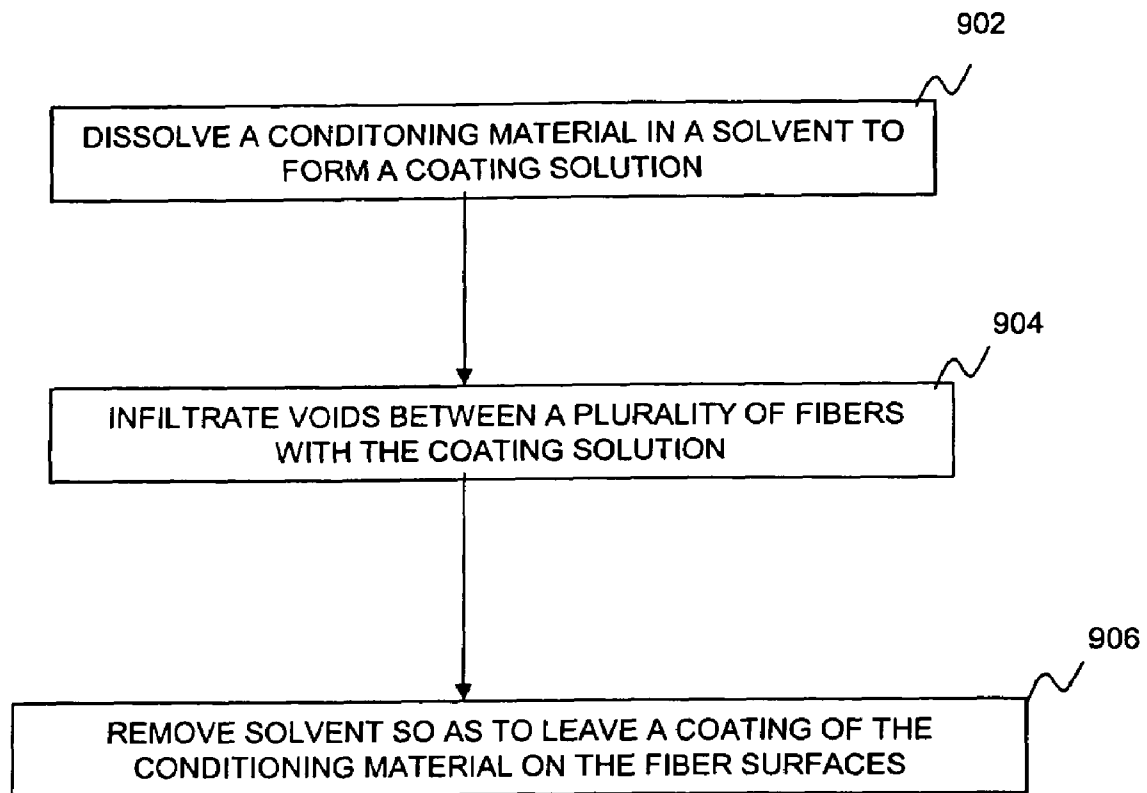 902
DISSOLVE A CONDITONING MATERIAL IN A SOLVENT TO
FORM A COATING SOLUTION
904
INFILTRATE VOIDS BETWEEN A PLURALITY OF FIBERS
WITH THE COATING SOLUTION
906
REMOVE SOLVENT SO AS TO LEAVE A COATING OF THE
CONDITIONING MATERIAL ON THE FIBER SURFACES